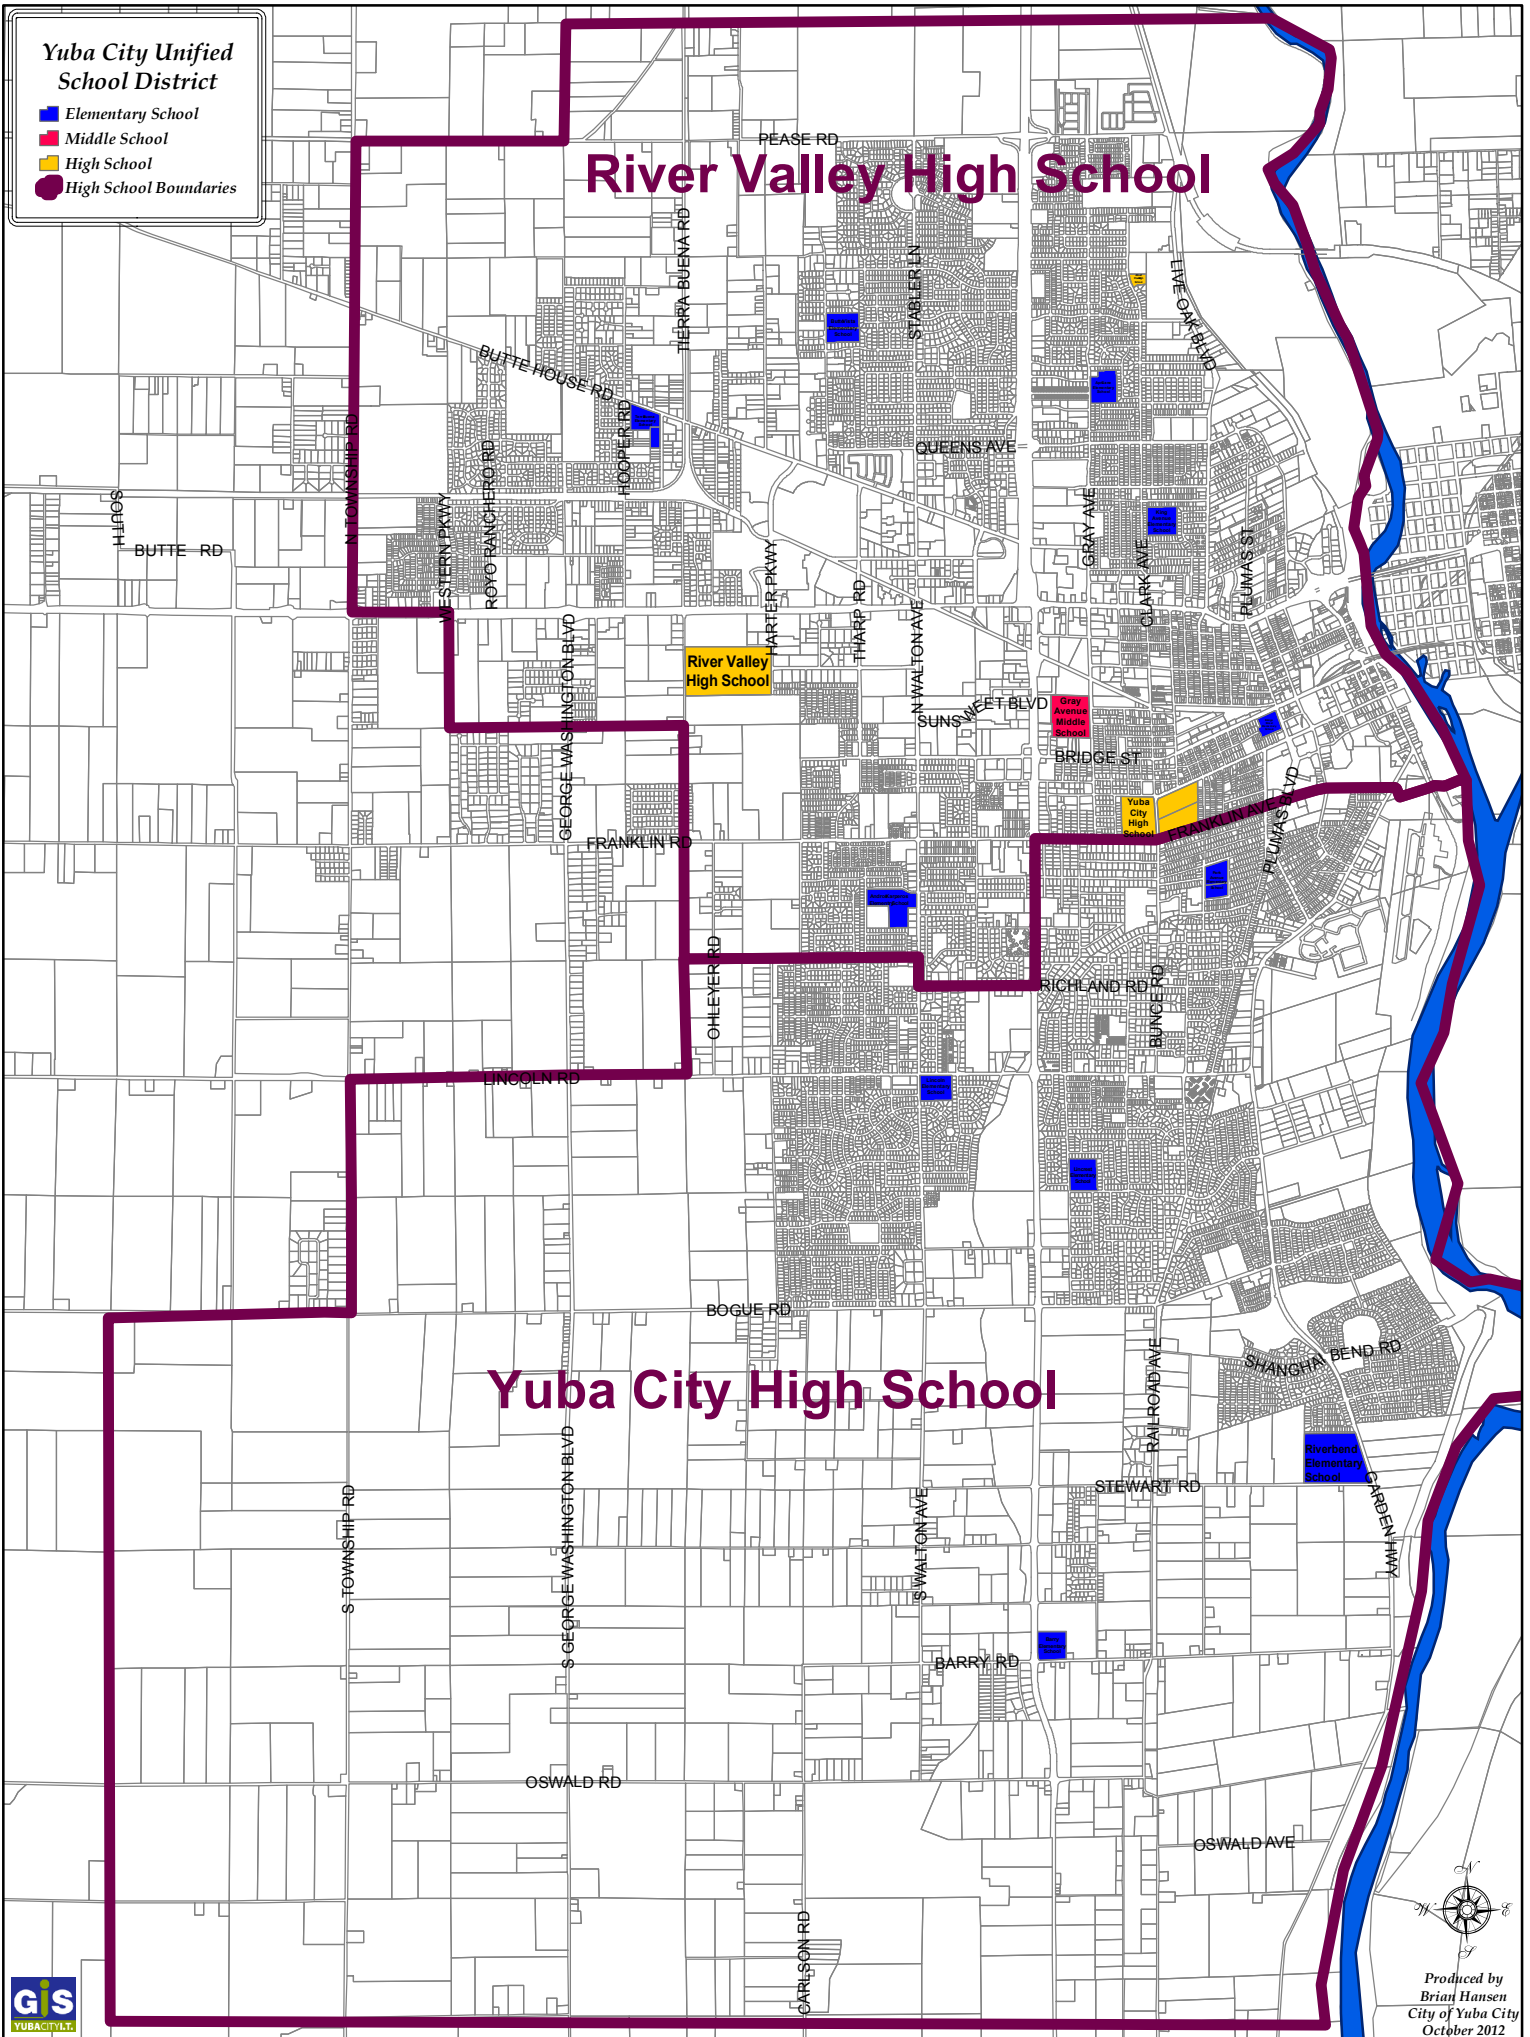 Yuba City Unified
School District
Elementary School
Middle School
High School
High School Boundaries
PEASE RD
River Valley High School
TIERRA BUENA RD
STABLER LN
LIVE OAK BLVD
BUTTE HOUSE RD
HOOPER RD
QUEENS AVE
N TOWNSHIP RD
ROYO RANCHERO RD
WESTERN PKWY
SOUTH
BUTTE RD
GRAY AVE
CLARK AVE
PLUMAS ST
HARTER PKWY
THARP RD
N WALTON AVE
GEORGE WASHINGTON BLVD
River Valley
High School
SUNSWEET BLVD
Gray
Avenue
Middle
School
BRIDGE ST
Yuba
City
High
School
FRANKLIN AVE
PLUMAS BLVD
FRANKLIN RD
OHLEYER RD
RICHLAND RD
BUNCE RD
LINCOLN RD
BOGUE RD
SHANGHAI BEND RD
RAILROAD AVE
Yuba City High School
Riverbend
Elementary
School
STEWART RD
GARDEN HWY
S TOWNSHIP RD
S GEORGE WASHINGTON BLVD
S WALTON AVE
BARRY RD
OSWALD RD
OSWALD AVE
CARLSON RD
N
W
E
S
GIS
YUBACITYI.T.
Produced by
Brian Hansen
City of Yuba City
October 2012